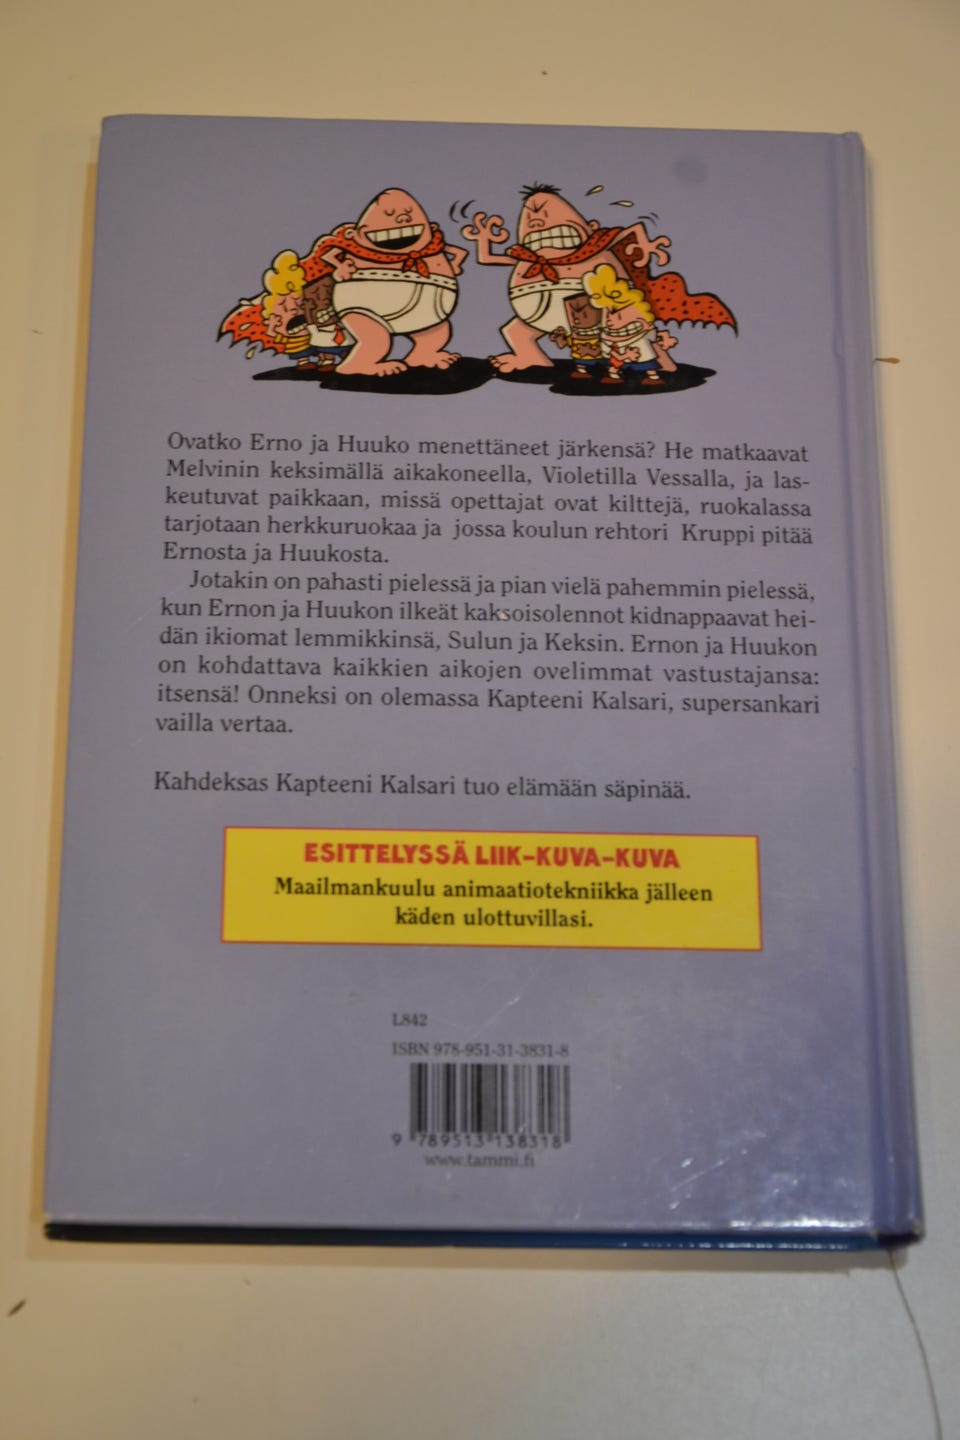 Ovatko Erno ja Huuko menettäneet järkensä? He matkaavat
Melvinin keksimällä aikakoneella, Violetilla Vessalla, ja las-
keutuvat paikkaan, missä opettajat ovat kilttejä, ruokalassa
tarjotaan herkkuruokaa ja jossa koulun rehtori Kruppi pitää
Ernosta ja Huukosta.
Jotakin on pahasti pielessä ja pian vielä pahemmin pielessä,
kun Ernon ja Huukon ilkeät kaksoisolennot kidnappaavat hei-
dän ikiomat lemmikkinsä, Sulun ja Keksin. Ernon ja Huukon
on kohdattava kaikkien aikojen ovelimmat vastustajansa:
itsensä! Onneksi on olemassa Kapteeni Kalsari, supersankari
vailla vertaa.
Kahdeksas Kapteeni Kalsari tuo elämään säpinää.
ESITTELYSSÄ LIIK-KUVA-KUVA
Maailmankuulu animaatiotekniikka jälleen
käden ulottuvillasi.
L842
ISBN 978-951-31-3831-8
9 789513 138318
www.tammi.fi